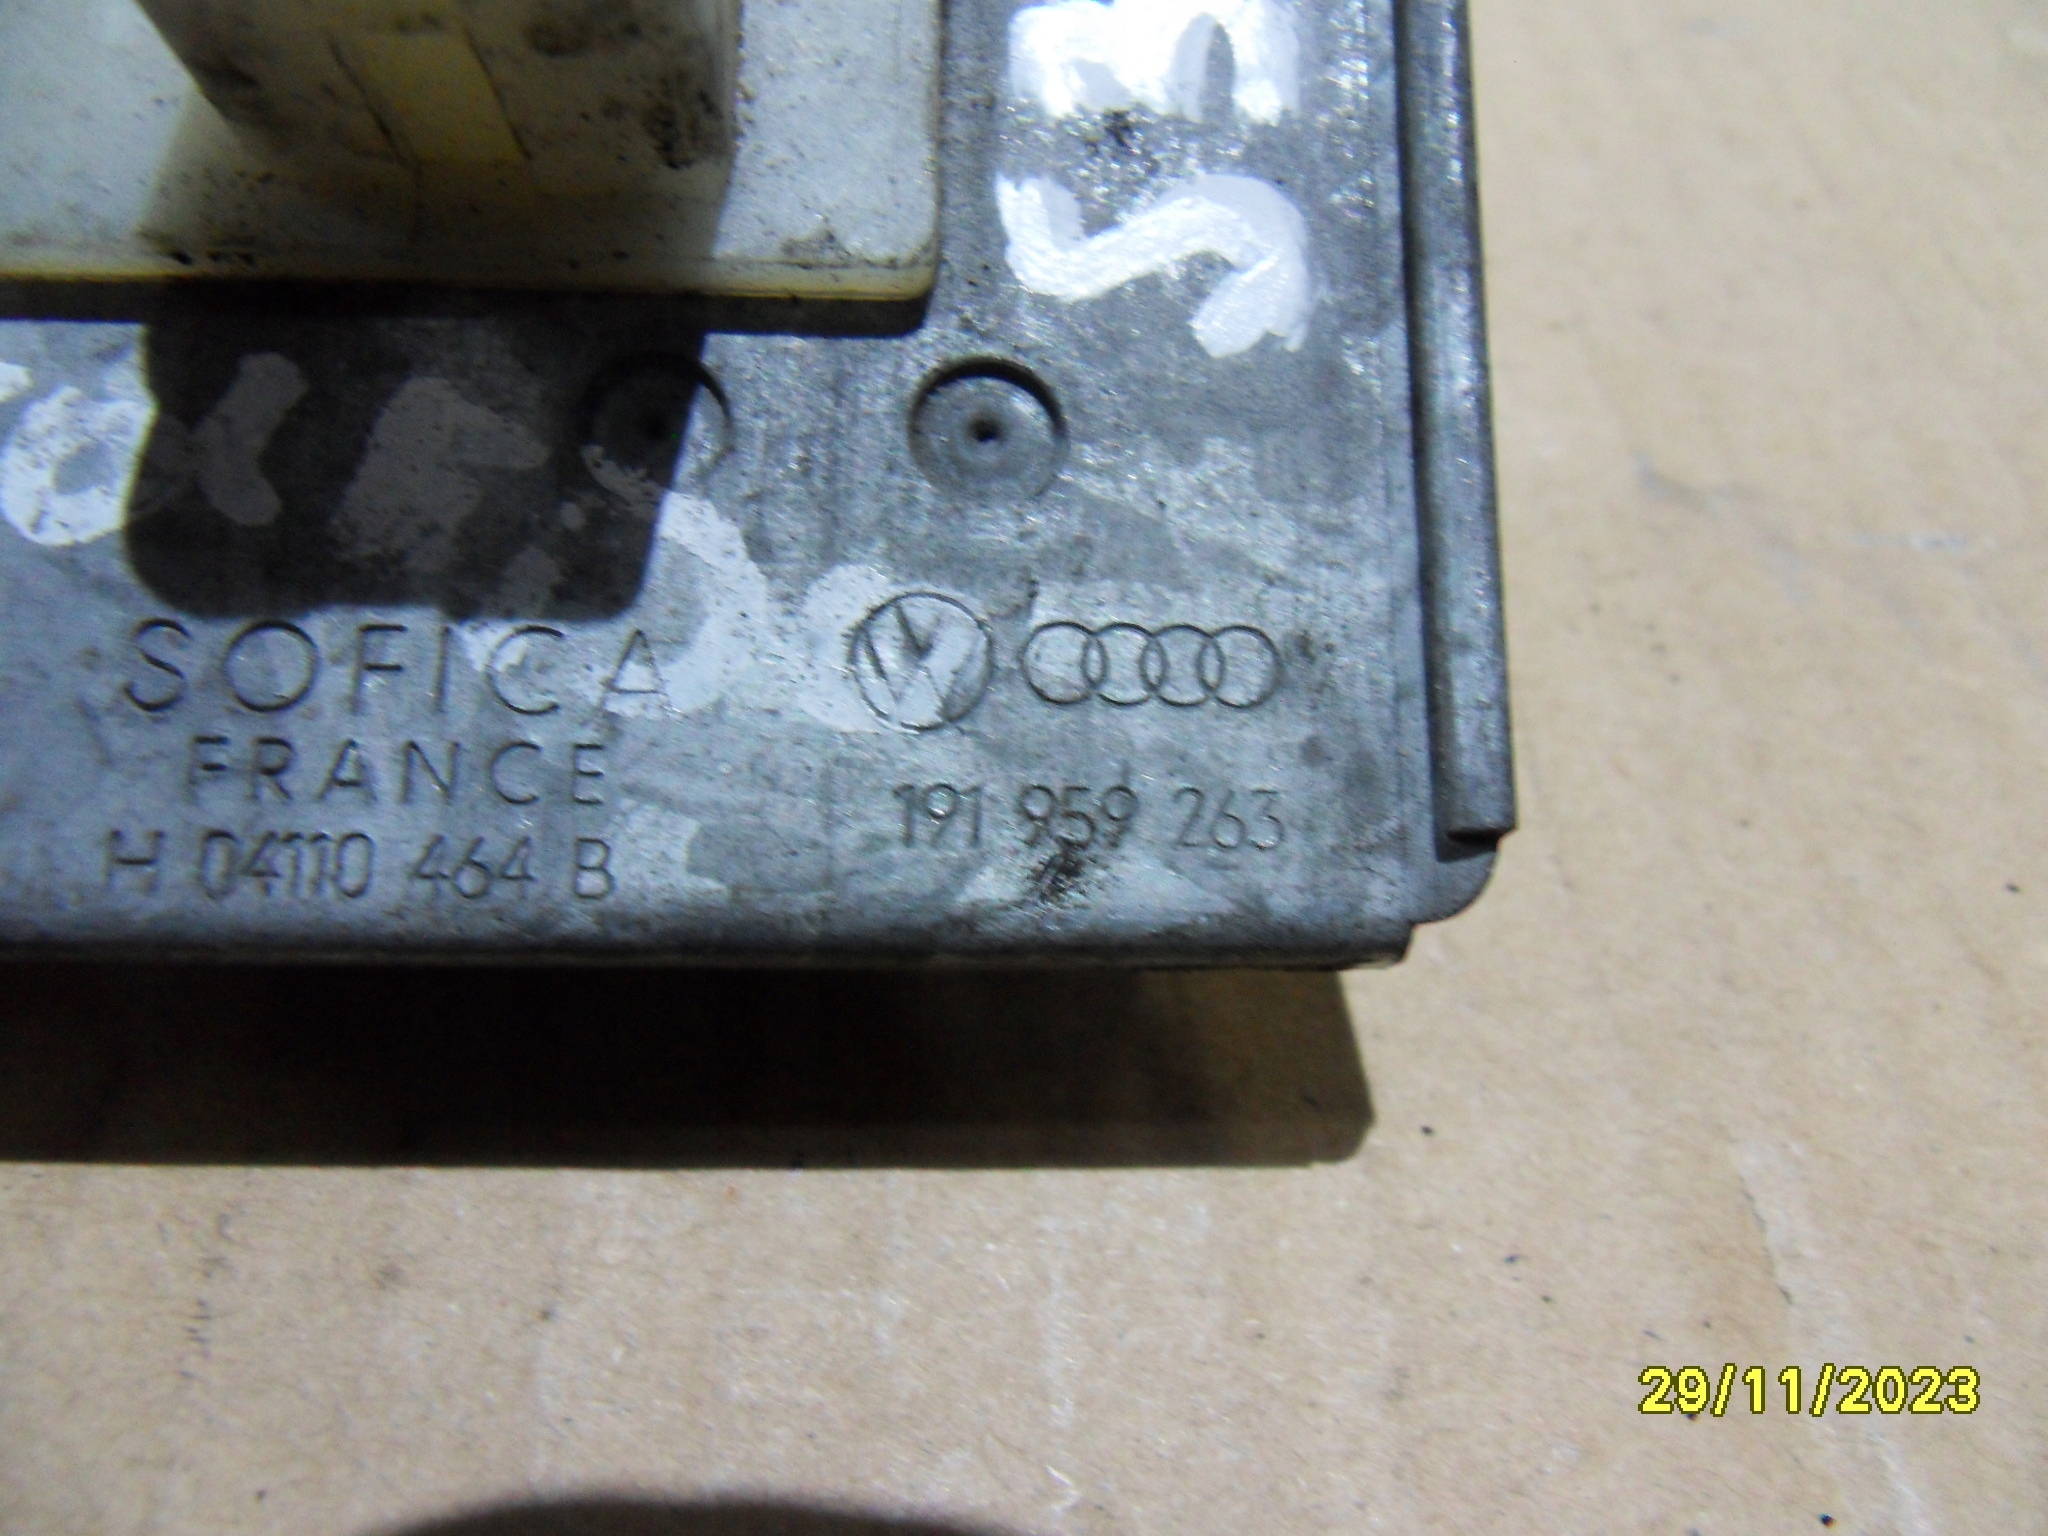 SOFICA
FRANCE
H 04110 464 B
191 959 263
29/11/2023